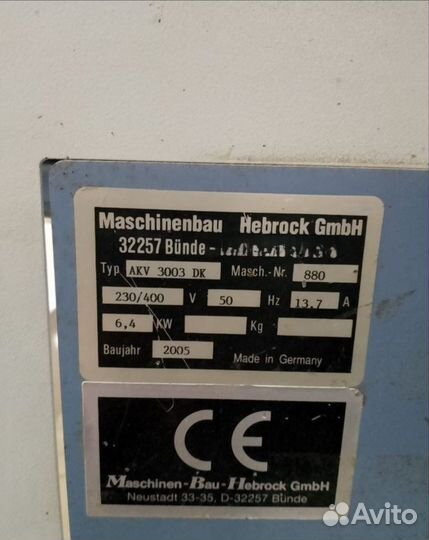 Maschinenbau Hebrock GmbH
32257 Bünde -
Typ AKV 3003 DK Masch.-Nr. 880
230/400 V 50 Hz 13,7 A
6,4 KW Kg
Baujahr 2005 Made in Germany
CE
Maschinen-Bau-Hebrock GmbH
Neustadt 33-35, D-32257 Bünde
Avito